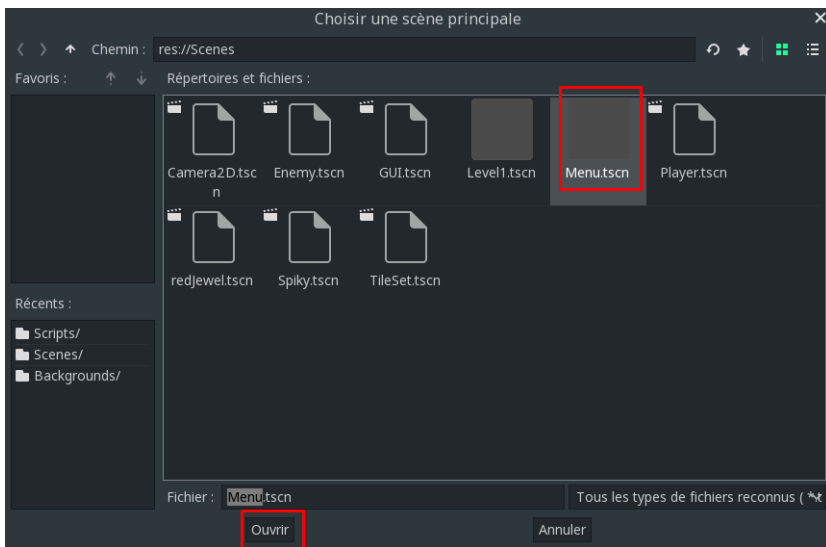 Choisir une scène principale
Chemin : res://Scenes
Favoris :
Répertoires et fichiers :
Camera2D.tsc
n
Enemy.tscn
GUI.tscn
Level1.tscn
Menu.tscn
Player.tscn
redJewel.tscn
Spiky.tscn
TileSet.tscn
Récents :
Scripts/
Scenes/
Backgrounds/
Fichier : Menu.tscn
Tous les types de fichiers reconnus (
Ouvrir
Annuler